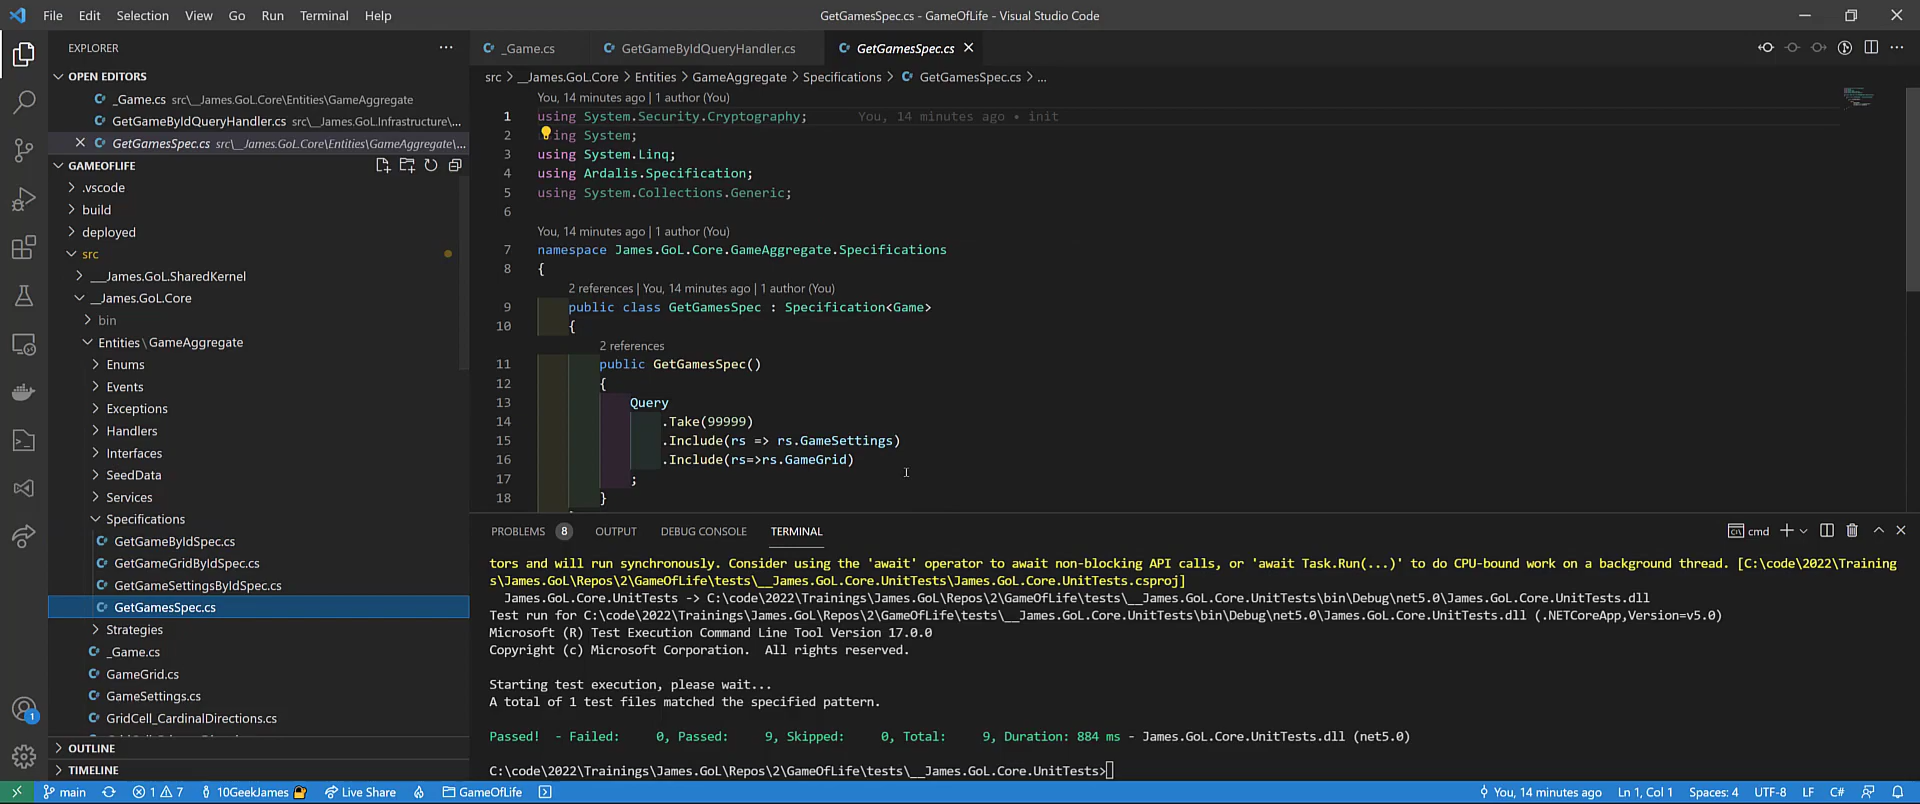 File Edit Selection View Go Run Terminal Help
GetGamesSpec.cs - GameOfLife - Visual Studio Code
EXPLORER
OPEN EDITORS
_Game.cs src\__James.GoL.Core\Entities\GameAggregate
GetGameByIdQueryHandler.cs src\__James.GoL.Infrastructure\...
GetGamesSpec.cs src\__James.GoL.Core\Entities\GameAggregate\...
GAMEOFLIFE
.vscode
build
deployed
src
__James.GoL.SharedKernel
__James.GoL.Core
bin
Entities\GameAggregate
Enums
Events
Exceptions
Handlers
Interfaces
SeedData
Services
Specifications
GetGameByIdSpec.cs
GetGameGridByIdSpec.cs
GetGameSettingsByIdSpec.cs
GetGamesSpec.cs
Strategies
_Game.cs
GameGrid.cs
GameSettings.cs
GridCell_CardinalDirections.cs
OUTLINE
TIMELINE
_Game.cs GetGameByIdQueryHandler.cs GetGamesSpec.cs
src > __James.GoL.Core > Entities > GameAggregate > Specifications > GetGamesSpec.cs > ...
You, 14 minutes ago | 1 author (You)
1 using System.Security.Cryptography; You, 14 minutes ago • init
2 ing System;
3 using System.Linq;
4 using Ardalis.Specification;
5 using System.Collections.Generic;
6
You, 14 minutes ago | 1 author (You)
7 namespace James.GoL.Core.GameAggregate.Specifications
8 {
2 references | You, 14 minutes ago | 1 author (You)
9 public class GetGamesSpec : Specification<Game>
10 {
2 references
11 public GetGamesSpec()
12 {
13 Query
14 .Take(99999)
15 .Include(rs => rs.GameSettings)
16 .Include(rs=>rs.GameGrid)
17 ;
18 }
PROBLEMS 8 OUTPUT DEBUG CONSOLE TERMINAL
cmd
tors and will run synchronously. Consider using the 'await' operator to await non-blocking API calls, or 'await Task.Run(...)' to do CPU-bound work on a background thread. [C:\code\2022\Training
s\James.GoL\Repos\2\GameOfLife\tests\__James.GoL.Core.UnitTests\James.GoL.Core.UnitTests.csproj]
James.GoL.Core.UnitTests -> C:\code\2022\Trainings\James.GoL\Repos\2\GameOfLife\tests\__James.GoL.Core.UnitTests\bin\Debug\net5.0\James.GoL.Core.UnitTests.dll
Test run for C:\code\2022\Trainings\James.GoL\Repos\2\GameOfLife\tests\__James.GoL.Core.UnitTests\bin\Debug\net5.0\James.GoL.Core.UnitTests.dll (.NETCoreApp,Version=v5.0)
Microsoft (R) Test Execution Command Line Tool Version 17.0.0
Copyright (c) Microsoft Corporation. All rights reserved.
Starting test execution, please wait...
A total of 1 test files matched the specified pattern.
Passed! - Failed: 0, Passed: 9, Skipped: 0, Total: 9, Duration: 884 ms - James.GoL.Core.UnitTests.dll (net5.0)
C:\code\2022\Trainings\James.GoL\Repos\2\GameOfLife\tests\__James.GoL.Core.UnitTests>
1
main 1 7 10GeekJames Live Share GameOfLife
You, 14 minutes ago Ln 1, Col 1 Spaces: 4 UTF-8 LF C#